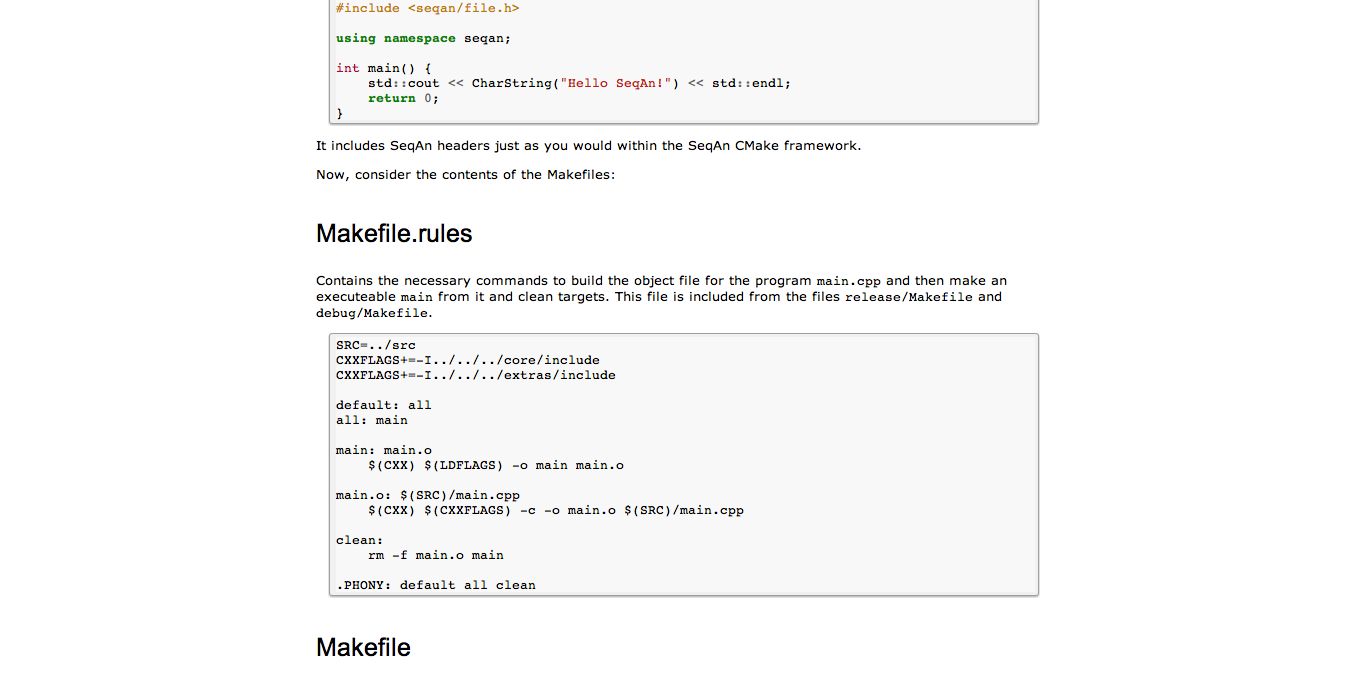 #include <seqan/file.h>
using namespace seqan;
int main() {
    std::cout << CharString("Hello SeqAn!") << std::endl;
    return 0;
}
It includes SeqAn headers just as you would within the SeqAn CMake framework.
Now, consider the contents of the Makefiles:
Makefile.rules
Contains the necessary commands to build the object file for the program main.cpp and then make an
executeable main from it and clean targets. This file is included from the files release/Makefile and
debug/Makefile.
SRC=../src
CXXFLAGS+=-I../../../core/include
CXXFLAGS+=-I../../../extras/include
default: all
all: main
main: main.o
    $(CXX) $(LDFLAGS) -o main main.o
main.o: $(SRC)/main.cpp
    $(CXX) $(CXXFLAGS) -c -o main.o $(SRC)/main.cpp
clean:
    rm -f main.o main
.PHONY: default all clean
Makefile